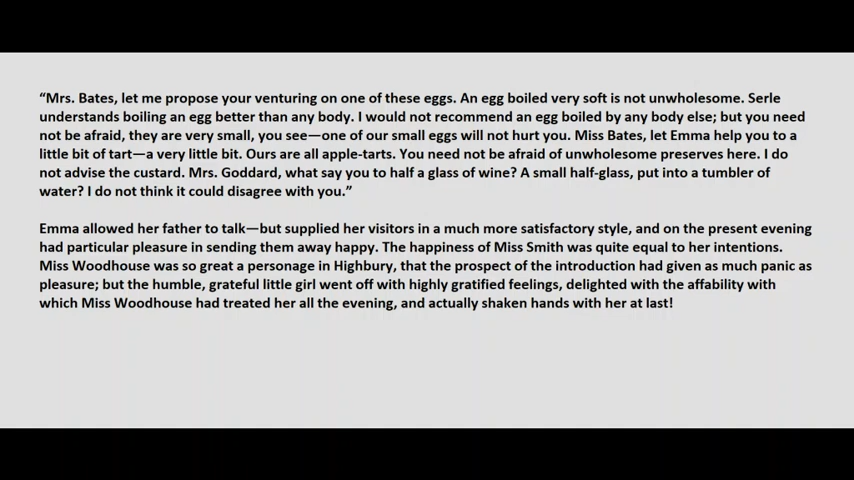 “Mrs. Bates, let me propose your venturing on one of these eggs. An egg boiled very soft is not unwholesome. Serle
understands boiling an egg better than any body. I would not recommend an egg boiled by any body else; but you need
not be afraid, they are very small, you see—one of our small eggs will not hurt you. Miss Bates, let Emma help you to a
little bit of tart—a very little bit. Ours are all apple-tarts. You need not be afraid of unwholesome preserves here. I do
not advise the custard. Mrs. Goddard, what say you to half a glass of wine? A small half-glass, put into a tumbler of
water? I do not think it could disagree with you.”
Emma allowed her father to talk—but supplied her visitors in a much more satisfactory style, and on the present evening
had particular pleasure in sending them away happy. The happiness of Miss Smith was quite equal to her intentions.
Miss Woodhouse was so great a personage in Highbury, that the prospect of the introduction had given as much panic as
pleasure; but the humble, grateful little girl went off with highly gratified feelings, delighted with the affability with
which Miss Woodhouse had treated her all the evening, and actually shaken hands with her at last!